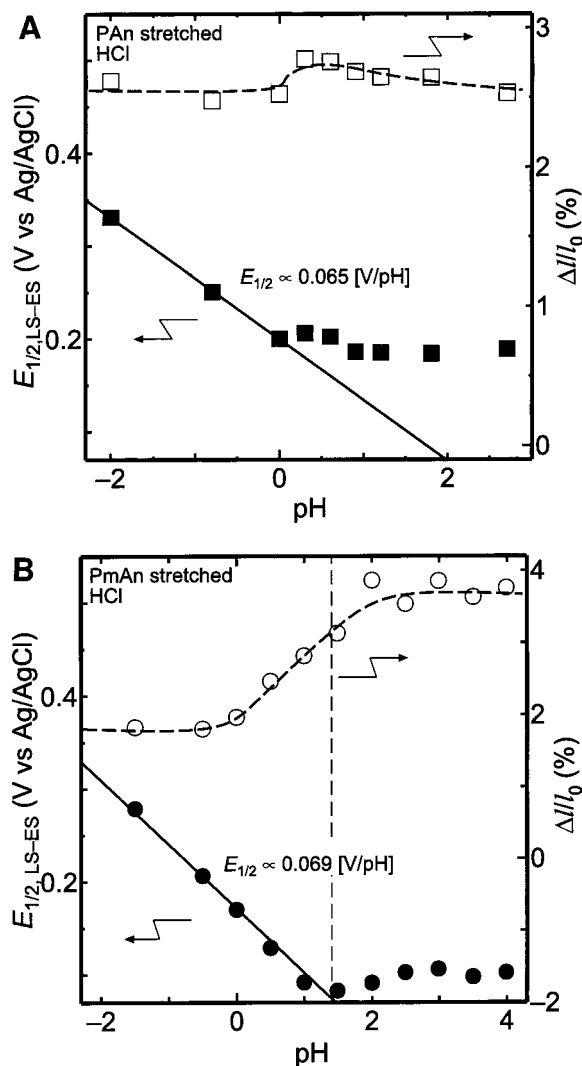 A
PAn stretched
HCl
3
2
1
0
Δl/l₀ (%)
0.4
0.2
E₁/₂,LS–ES (V vs Ag/AgCl)
E₁/₂ ∝ 0.065 [V/pH]
−2
0
2
pH
B
PmAn stretched
HCl
4
2
0
−2
Δl/l₀ (%)
0.4
0.2
E₁/₂, LS–ES (V vs Ag/AgCl)
E₁/₂ ∝ 0.069 [V/pH]
−2
0
2
4
pH